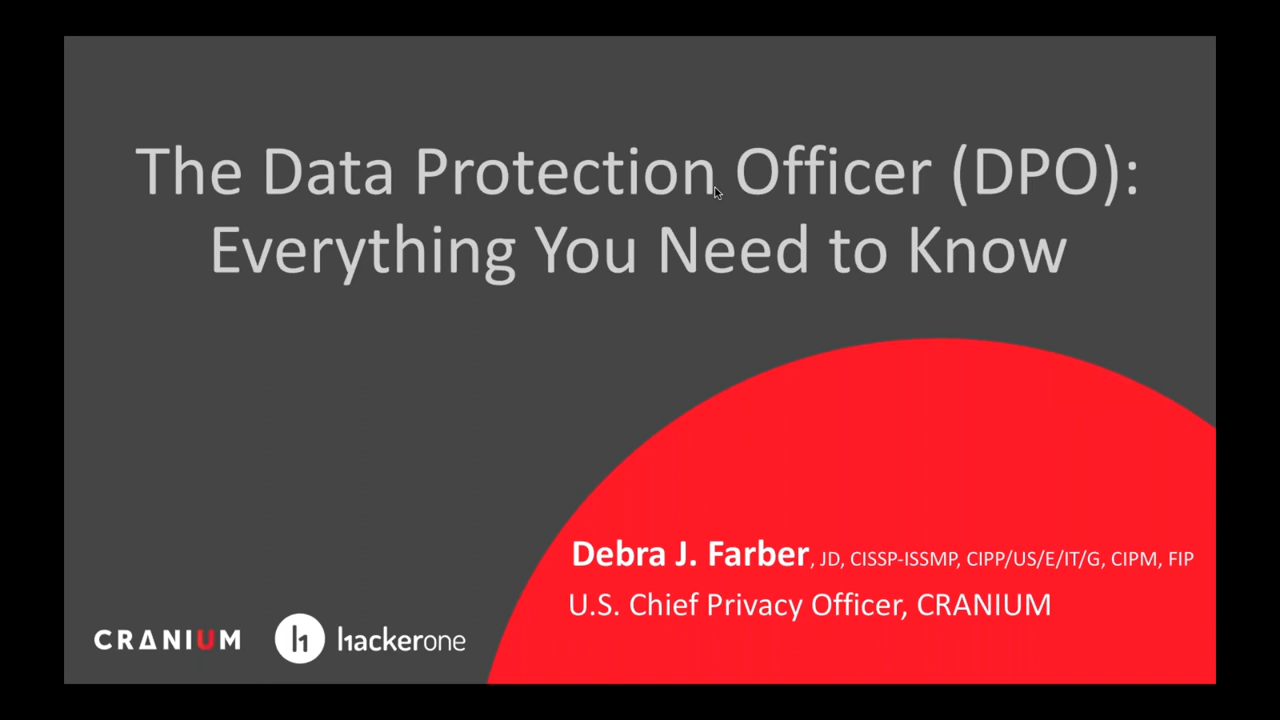 The Data Protection Officer (DPO):
Everything You Need to Know
Debra J. Farber, JD, CISSP-ISSMP, CIPP/US/E/IT/G, CIPM, FIP
U.S. Chief Privacy Officer, CRANIUM
CRANIUM h1 hackerone